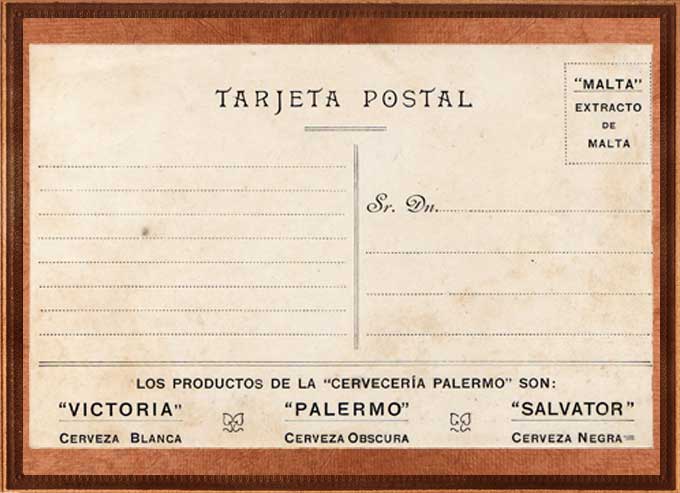 TARJETA POSTAL
"MALTA"
EXTRACTO
DE
MALTA
Sr. Dn.
LOS PRODUCTOS DE LA "CERVECERÍA PALERMO" SON:
"VICTORIA" "PALERMO" "SALVATOR"
CERVEZA BLANCA CERVEZA OBSCURA CERVEZA NEGRA